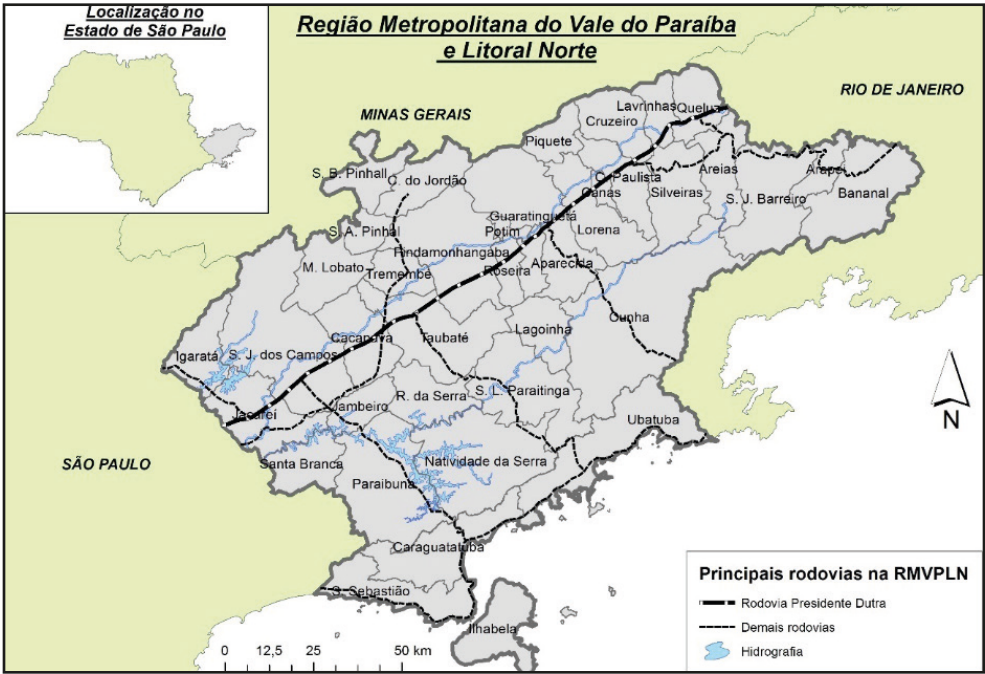 Localização no
Estado de São Paulo
Região Metropolitana do Vale do Paraíba
e Litoral Norte
RIO DE JANEIRO
MINAS GERAIS
SÃO PAULO
Lavrinhas
Queluz
Cruzeiro
Piquete
Areias
Arapeí
Bananal
S. B. Pinhall
C. do Jordão
C. Paulista
Canas
Silveiras
S. J. Barreiro
Guaratinguetá
Potim
Lorena
S. A. Pinhal
Pindamonhangaba
M. Lobato
Tremembé
Roseira
Aparecida
Cunha
Lagoinha
Caçapava
Taubaté
Igaratá
S. J. dos Campos
R. da Serra
S. L. Paraitinga
Jacareí
Jambeiro
Ubatuba
Santa Branca
Natividade da Serra
Paraibuna
Caraguatatuba
S. Sebastião
Ilhabela
N
0 12,5 25 50 km
Principais rodovias na RMVPLN
Rodovia Presidente Dutra
Demais rodovias
Hidrografia